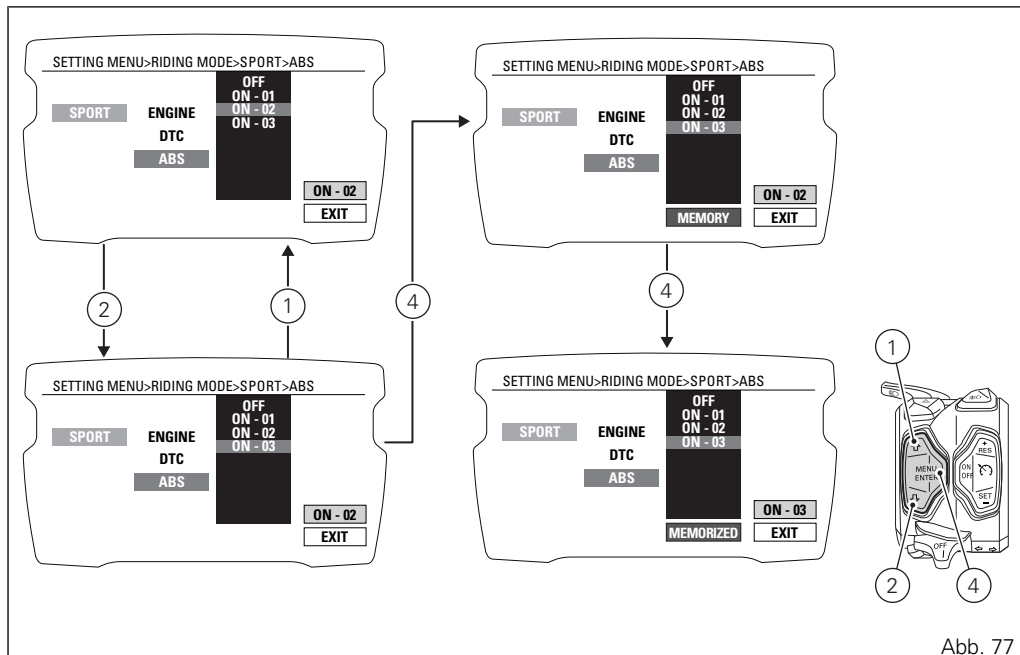 SETTING MENU>RIDING MODE>SPORT>ABS
OFF
ON - 01
SPORT ENGINE ON - 02
ON - 03
DTC
ABS
ON - 02
EXIT
SETTING MENU>RIDING MODE>SPORT>ABS
OFF
ON - 01
SPORT ENGINE ON - 02
ON - 03
DTC
ABS
ON - 02
MEMORY EXIT
2
1
4
4
SETTING MENU>RIDING MODE>SPORT>ABS
OFF
ON - 01
SPORT ENGINE ON - 02
ON - 03
DTC
ABS
ON - 02
EXIT
SETTING MENU>RIDING MODE>SPORT>ABS
OFF
ON - 01
SPORT ENGINE ON - 02
ON - 03
DTC
ABS
ON - 03
MEMORIZED EXIT
1
+
RES
MENU
ENTER
ON
OFF
SET
–
OFF
2
4
Abb. 77